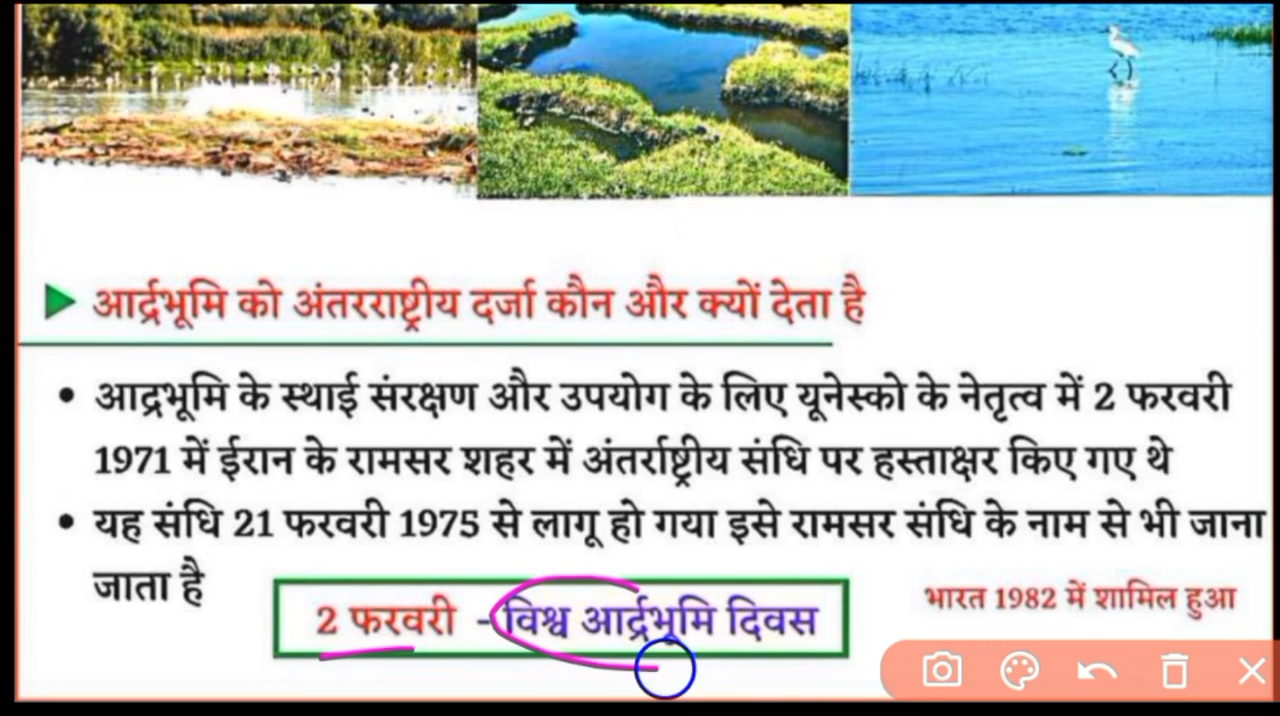 आर्द्रभूमि को अंतरराष्ट्रीय दर्जा कौन और क्यों देता है
• आद्रभूमि के स्थाई संरक्षण और उपयोग के लिए यूनेस्को के नेतृत्व में 2 फरवरी
1971 में ईरान के रामसर शहर में अंतर्राष्ट्रीय संधि पर हस्ताक्षर किए गए थे
• यह संधि 21 फरवरी 1975 से लागू हो गया इसे रामसर संधि के नाम से भी जाना
जाता है
2 फरवरी - विश्व आर्द्रभूमि दिवस
भारत 1982 में शामिल हुआ